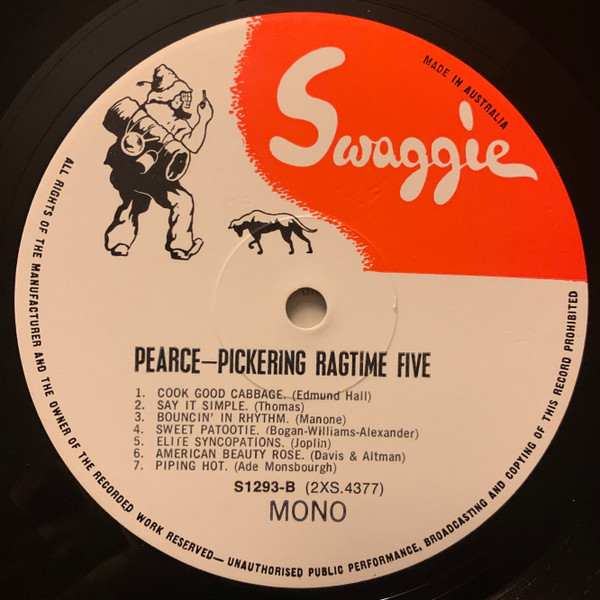 Swaggie
MADE IN AUSTRALIA
PEARCE–PICKERING RAGTIME FIVE
1. COOK GOOD CABBAGE. (Edmund Hall)
2. SAY IT SIMPLE. (Thomas)
3. BOUNCIN' IN RHYTHM. (Manone)
4. SWEET PATOOTIE. (Bogan-Williams-Alexander)
5. ELITE SYNCOPATIONS. (Joplin)
6. AMERICAN BEAUTY ROSE. (Davis & Altman)
7. PIPING HOT. (Ade Monsbourgh)
S1293-B (2XS.4377)
MONO
ALL RIGHTS OF THE MANUFACTURER AND THE OWNER OF THE RECORDED WORK RESERVED— UNAUTHORISED PUBLIC PERFORMANCE, BROADCASTING AND COPYING OF THIS RECORD PROHIBITED